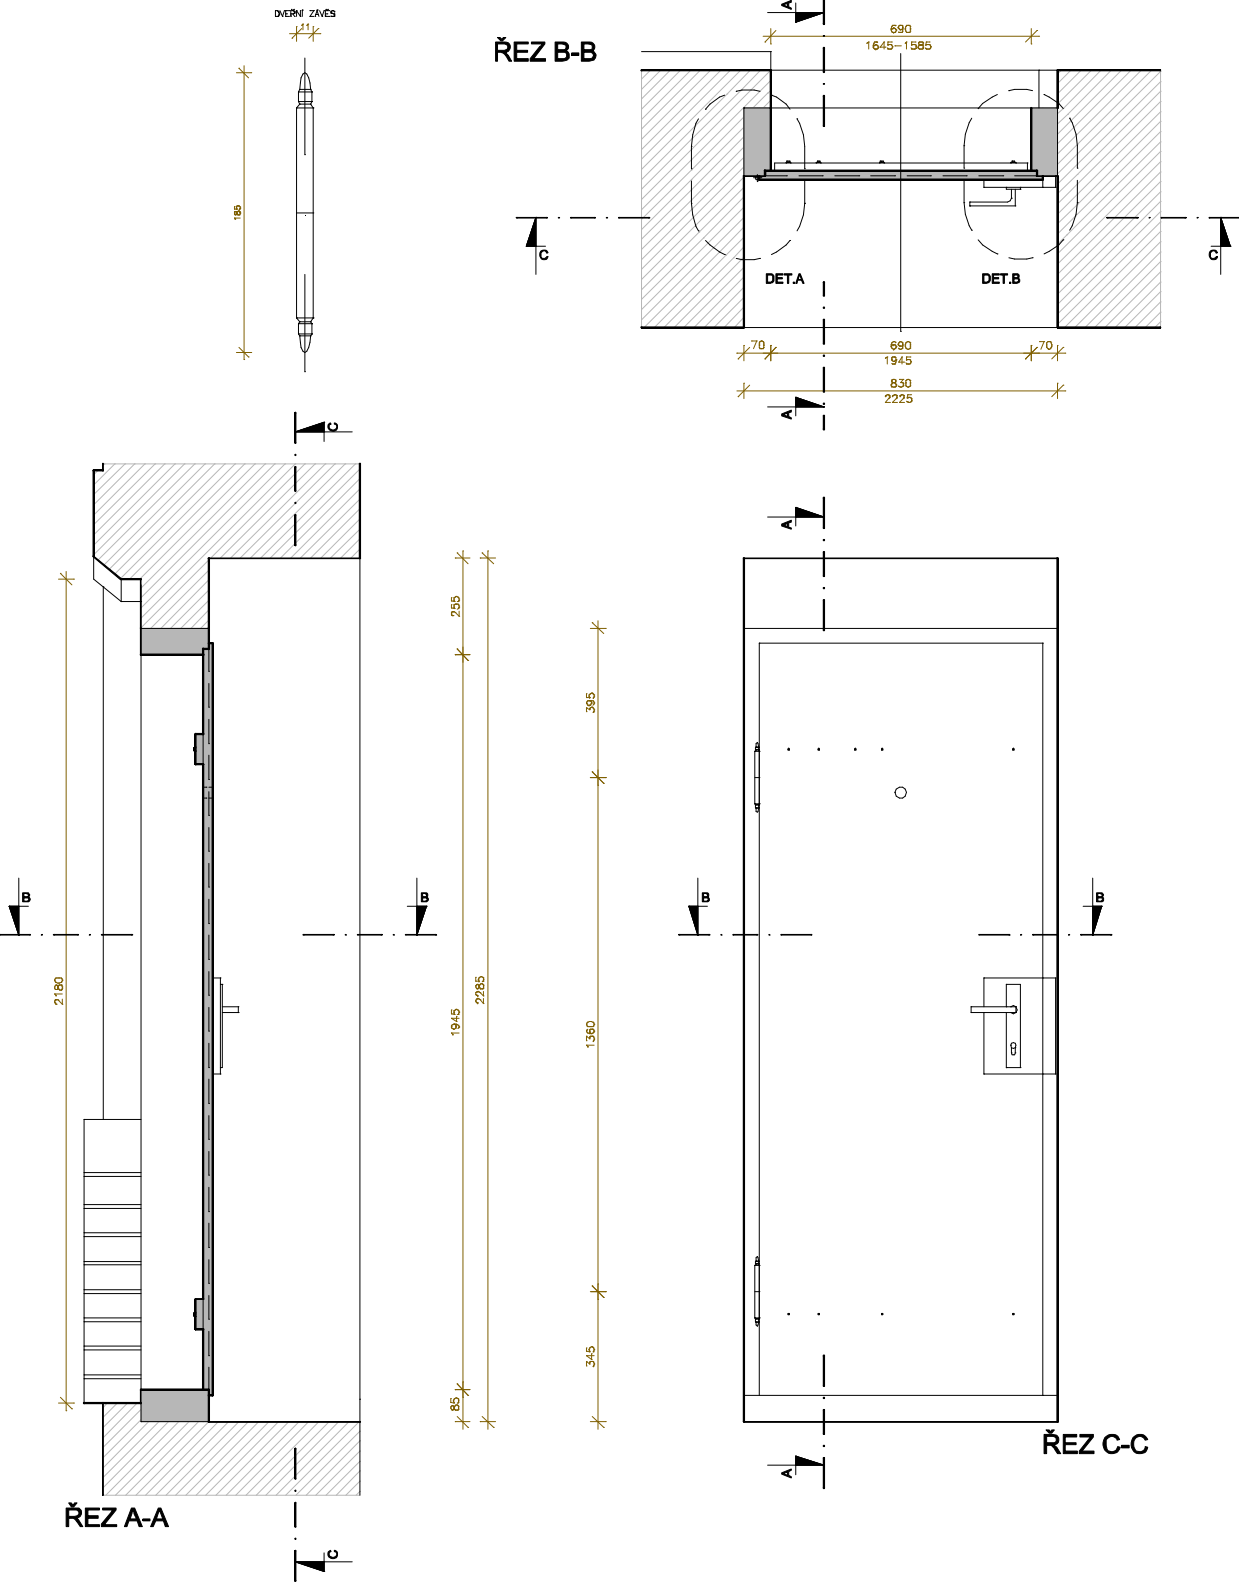 DVEŘNÍ ZÁVĚS
11
185
ŘEZ B-B
A
690
1645-1585
C
C
DET.A
DET.B
70
690
70
1945
830
2225
A
C
A
255
395
B
B
B
B
2180
1945
2285
1360
345
85
ŘEZ C-C
A
ŘEZ A-A
C